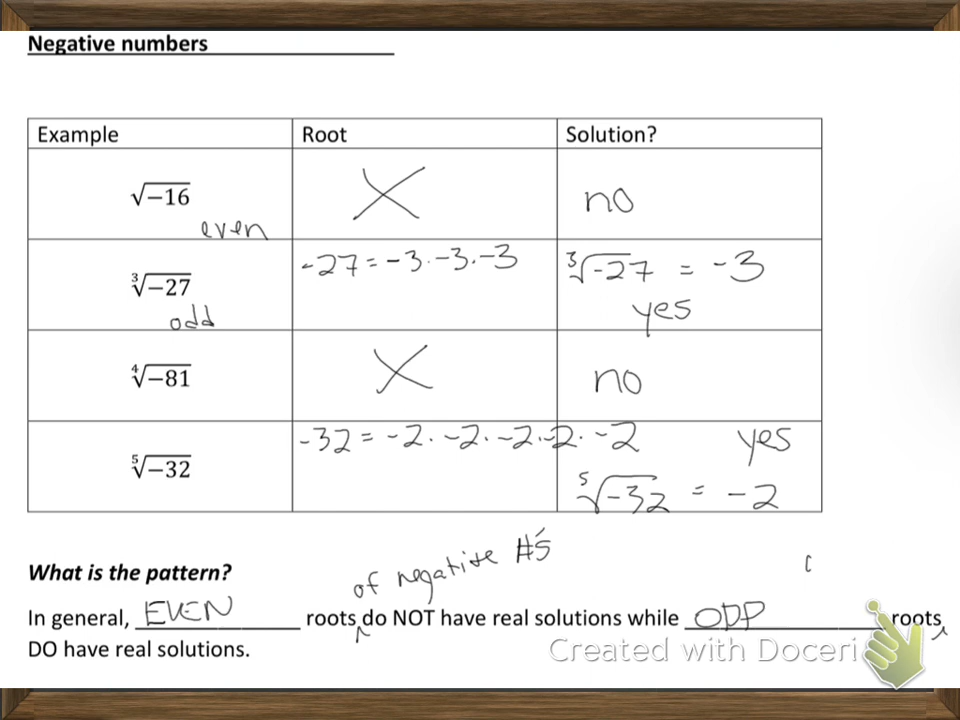 Negative numbers
Example Root Solution?
√−16 even X no
∛−27 odd -27 = -3 · -3 · -3 ∛-27 = -3 yes
∜−81 X no
⁵√−32 -32 = -2 · -2 · -2 · -2 · -2 yes
⁵√-32 = -2
of negative #'s
What is the pattern?
In general, EVEN roots do NOT have real solutions while ODD roots
DO have real solutions.
Created with Doceri